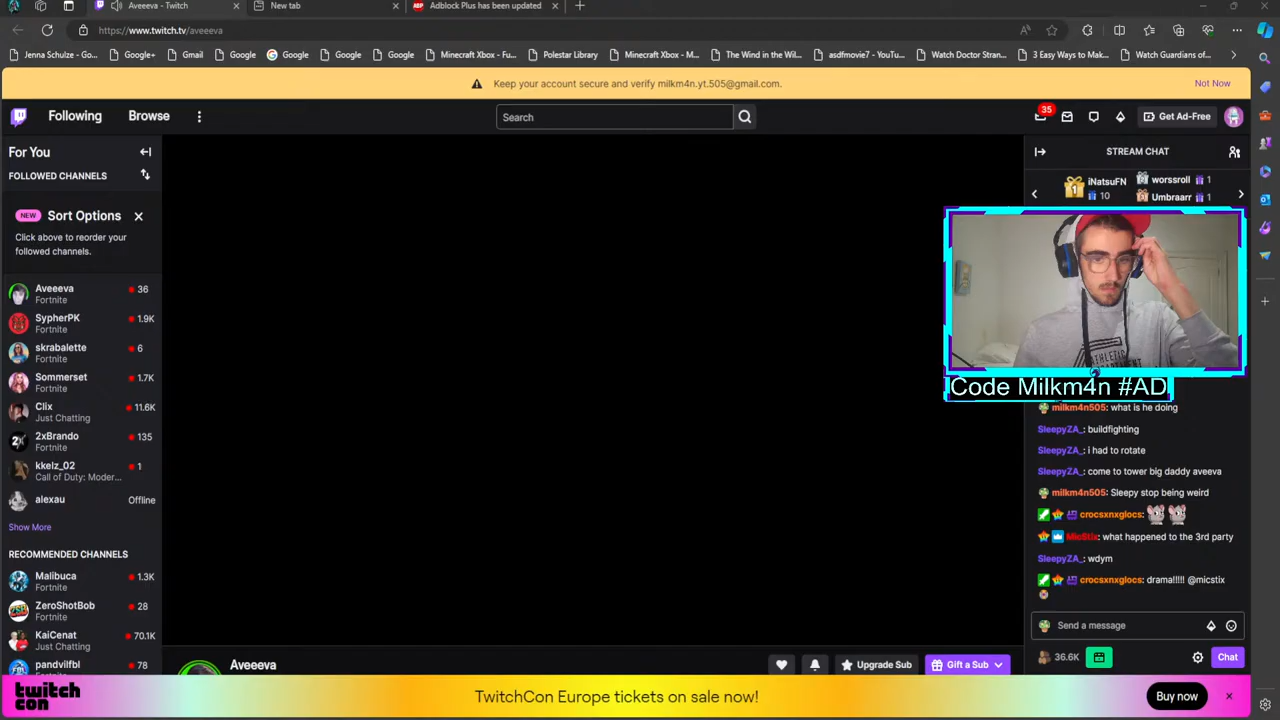 Aveeeva - Twitch
New tab
Adblock Plus has been updated
https://www.twitch.tv/aveeeva
Jenna Schulze - Go...
Google+
Gmail
Google
Google
Google
Google
Minecraft Xbox - Fu...
Polestar Library
Minecraft Xbox - M...
The Wind in the Wil...
asdfmovie7 - YouTu...
Watch Doctor Stran...
3 Easy Ways to Mak...
Watch Guardians of...
Keep your account secure and verify milkm4n.yt.505@gmail.com.
Not Now
Following
Browse
Search
35
Get Ad-Free
For You
FOLLOWED CHANNELS
NEW Sort Options
Click above to reorder your
followed channels.
Aveeeva 36
Fortnite
SypherPK 1.9K
Fortnite
skrabalette 6
Fortnite
Sommerset 1.7K
Fortnite
Clix 11.6K
Just Chatting
2xBrando 135
Fortnite
kkelz_02 1
Call of Duty: Moder...
alexau Offline
Show More
RECOMMENDED CHANNELS
Malibuca 1.3K
Fortnite
ZeroShotBob 28
Fortnite
KaiCenat 70.1K
Just Chatting
pandvilfbl 78
Fortnite
STREAM CHAT
1 iNatsuFN 10
2 worssroll 1
3 Umbraarr 1
Code Milkm4n #AD
milkm4n505: what is he doing
SleepyZA_: buildfighting
SleepyZA_: i had to rotate
SleepyZA_: come to tower big daddy aveeva
milkm4n505: Sleepy stop being weird
crocsxnxglocs:
MicStix: what happened to the 3rd party
SleepyZA_: wdym
crocsxnxglocs: drama!!!!! @micstix
Send a message
36.6K
Chat
Aveeeva
Upgrade Sub
Gift a Sub
twitch
con
TwitchCon Europe tickets on sale now!
Buy now